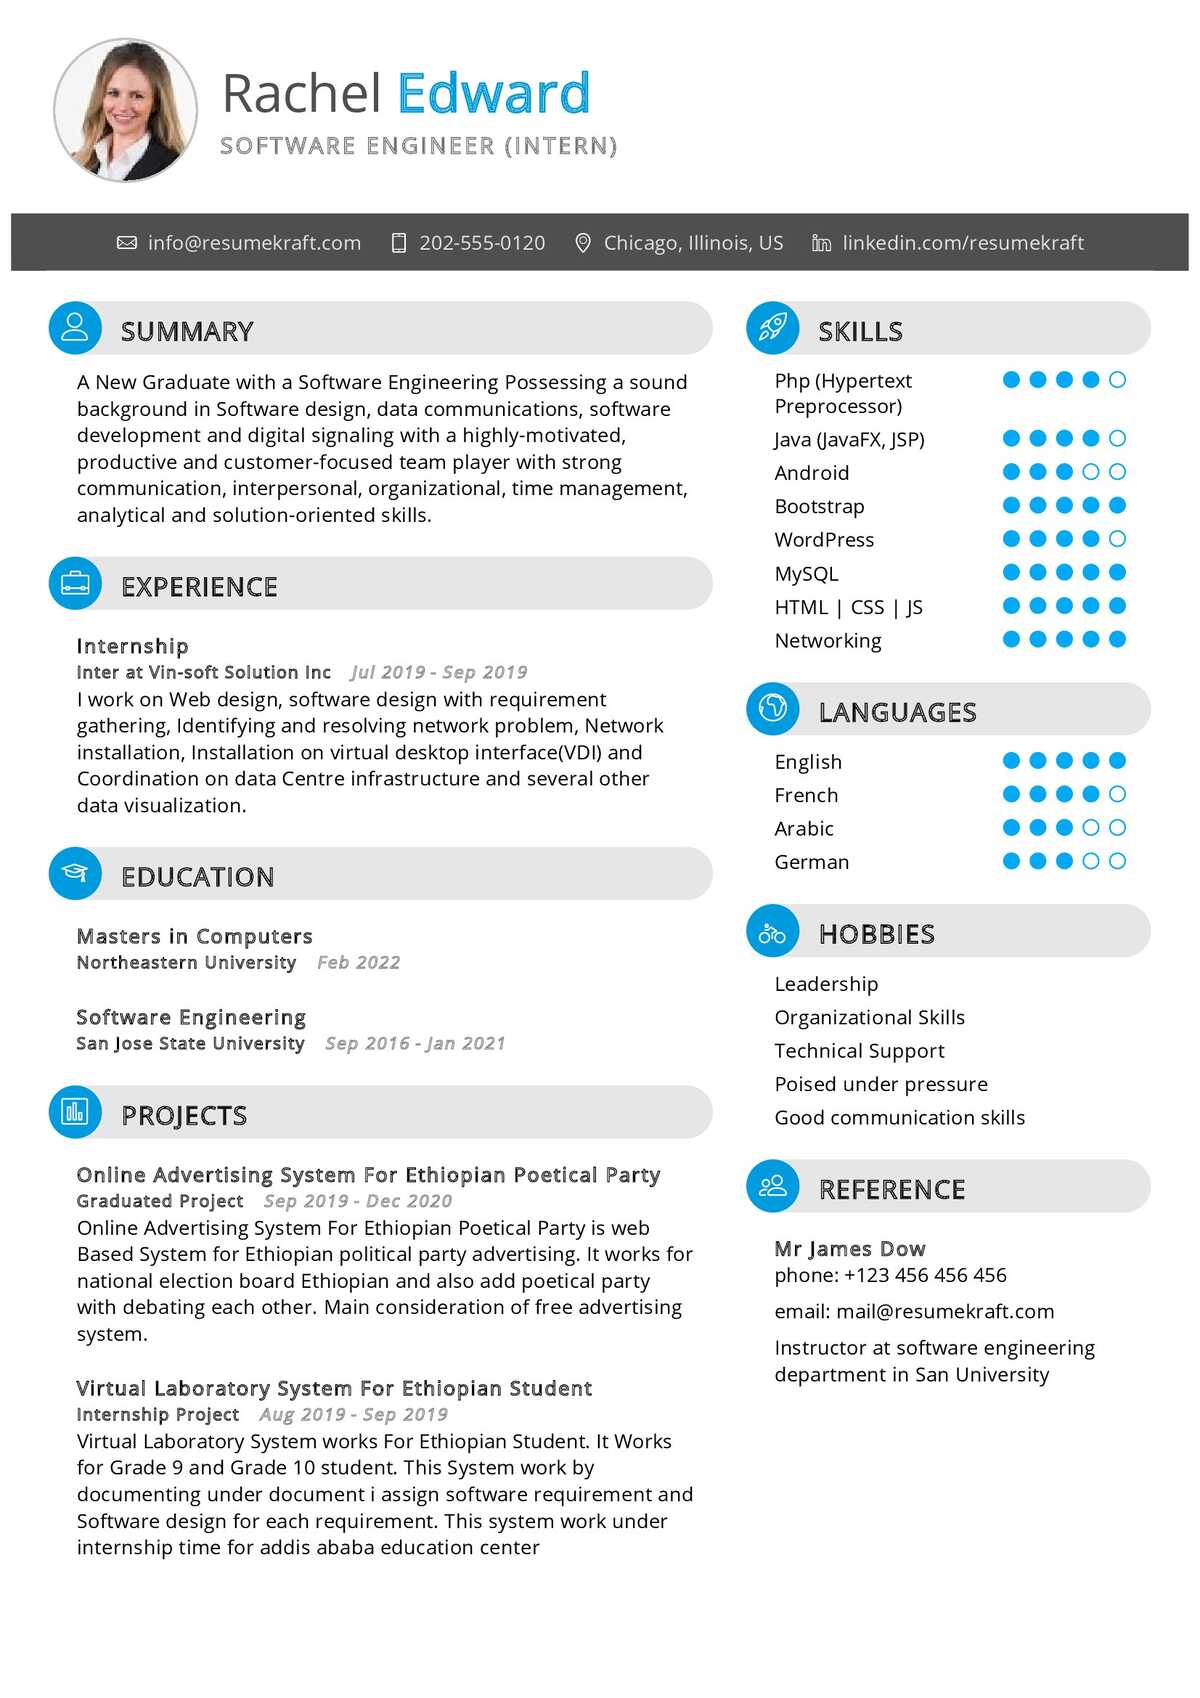 Rachel Edward
SOFTWARE ENGINEER (INTERN)
info@resumekraft.com 202-555-0120 Chicago, Illinois, US linkedin.com/resumekraft
SUMMARY
A New Graduate with a Software Engineering Possessing a sound
background in Software design, data communications, software
development and digital signaling with a highly-motivated,
productive and customer-focused team player with strong
communication, interpersonal, organizational, time management,
analytical and solution-oriented skills.
EXPERIENCE
Internship
Inter at Vin-soft Solution Inc Jul 2019 - Sep 2019
I work on Web design, software design with requirement
gathering, Identifying and resolving network problem, Network
installation, Installation on virtual desktop interface(VDI) and
Coordination on data Centre infrastructure and several other
data visualization.
EDUCATION
Masters in Computers
Northeastern University Feb 2022
Software Engineering
San Jose State University Sep 2016 - Jan 2021
PROJECTS
Online Advertising System For Ethiopian Poetical Party
Graduated Project Sep 2019 - Dec 2020
Online Advertising System For Ethiopian Poetical Party is web
Based System for Ethiopian political party advertising. It works for
national election board Ethiopian and also add poetical party
with debating each other. Main consideration of free advertising
system.
Virtual Laboratory System For Ethiopian Student
Internship Project Aug 2019 - Sep 2019
Virtual Laboratory System works For Ethiopian Student. It Works
for Grade 9 and Grade 10 student. This System work by
documenting under document i assign software requirement and
Software design for each requirement. This system work under
internship time for addis ababa education center
SKILLS
Php (Hypertext
Preprocessor)
Java (JavaFX, JSP)
Android
Bootstrap
WordPress
MySQL
HTML | CSS | JS
Networking
LANGUAGES
English
French
Arabic
German
HOBBIES
Leadership
Organizational Skills
Technical Support
Poised under pressure
Good communication skills
REFERENCE
Mr James Dow
phone: +123 456 456 456
email: mail@resumekraft.com
Instructor at software engineering
department in San University